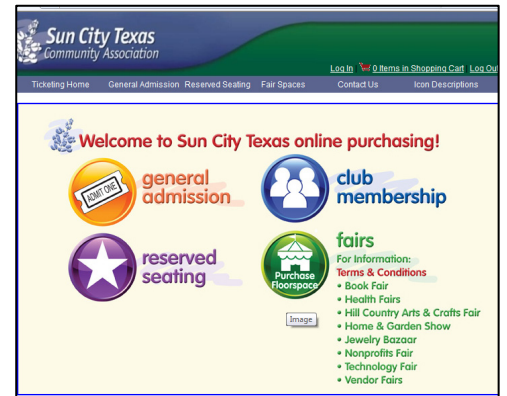 Sun City Texas
Community Association
Log In 0 Items in Shopping Cart Log Out
Ticketing Home General Admission Reserved Seating Fair Spaces Contact Us Icon Descriptions
Welcome to Sun City Texas online purchasing!
ADMIT ONE
general
admission
club
membership
reserved
seating
Purchase
Floorspace
fairs
For Information:
Terms & Conditions
• Book Fair
• Health Fairs
• Hill Country Arts & Crafts Fair
• Home & Garden Show
• Jewelry Bazaar
• Nonprofits Fair
• Technology Fair
• Vendor Fairs
Image